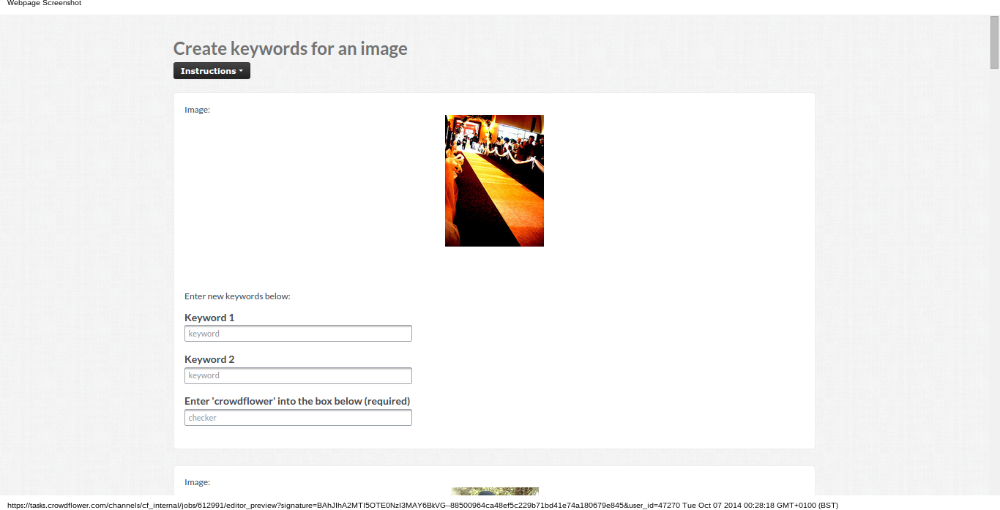 Webpage Screenshot
Create keywords for an image
Instructions
Image:
Enter new keywords below:
Keyword 1
keyword
Keyword 2
keyword
Enter 'crowdflower' into the box below (required)
checker
Image:
https://tasks.crowdflower.com/channels/cf_internal/jobs/612991/editor_preview?signature=BAhJIhA2MTI5OTE0NzI3MAY6BkVG--88500964ca48ef5c229b71bd41e74a180679e845&user_id=47270 Tue Oct 07 2014 00:28:18 GMT+0100 (BST)